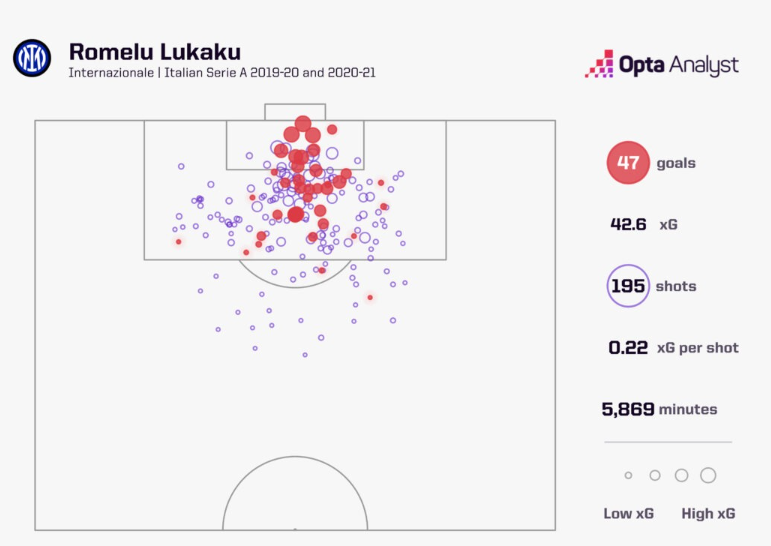 Romelu Lukaku
Internazionale | Italian Serie A 2019-20 and 2020-21
Opta Analyst
47 goals
42.6 xG
195 shots
0.22 xG per shot
5,869 minutes
Low xG High xG